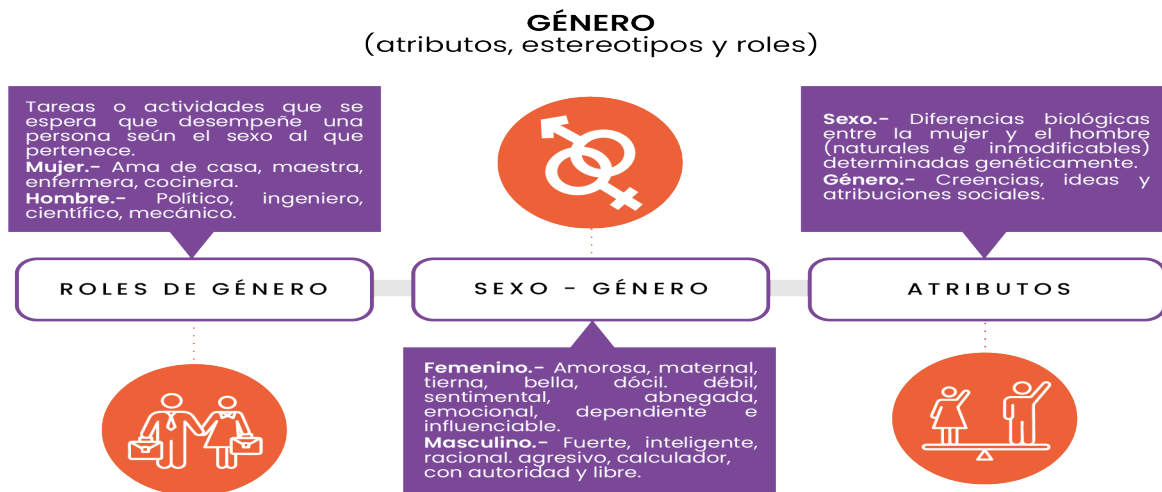 GÉNERO
(atributos, estereotipos y roles)
Tareas o actividades que se
espera que desempeñe una
persona seún el sexo al que
pertenece.
Mujer.- Ama de casa, maestra,
enfermera, cocinera.
Hombre.- Político, ingeniero,
científico, mecánico.
ROLES DE GÉNERO
SEXO - GÉNERO
Femenino.- Amorosa, maternal,
tierna, bella, dócil. débil,
sentimental, abnegada,
emocional, dependiente e
influenciable.
Masculino.- Fuerte, inteligente,
racional. agresivo, calculador,
con autoridad y libre.
Sexo.- Diferencias biológicas
entre la mujer y el hombre
(naturales e inmodificables)
determinadas genéticamente.
Género.- Creencias, ideas y
atribuciones sociales.
ATRIBUTOS